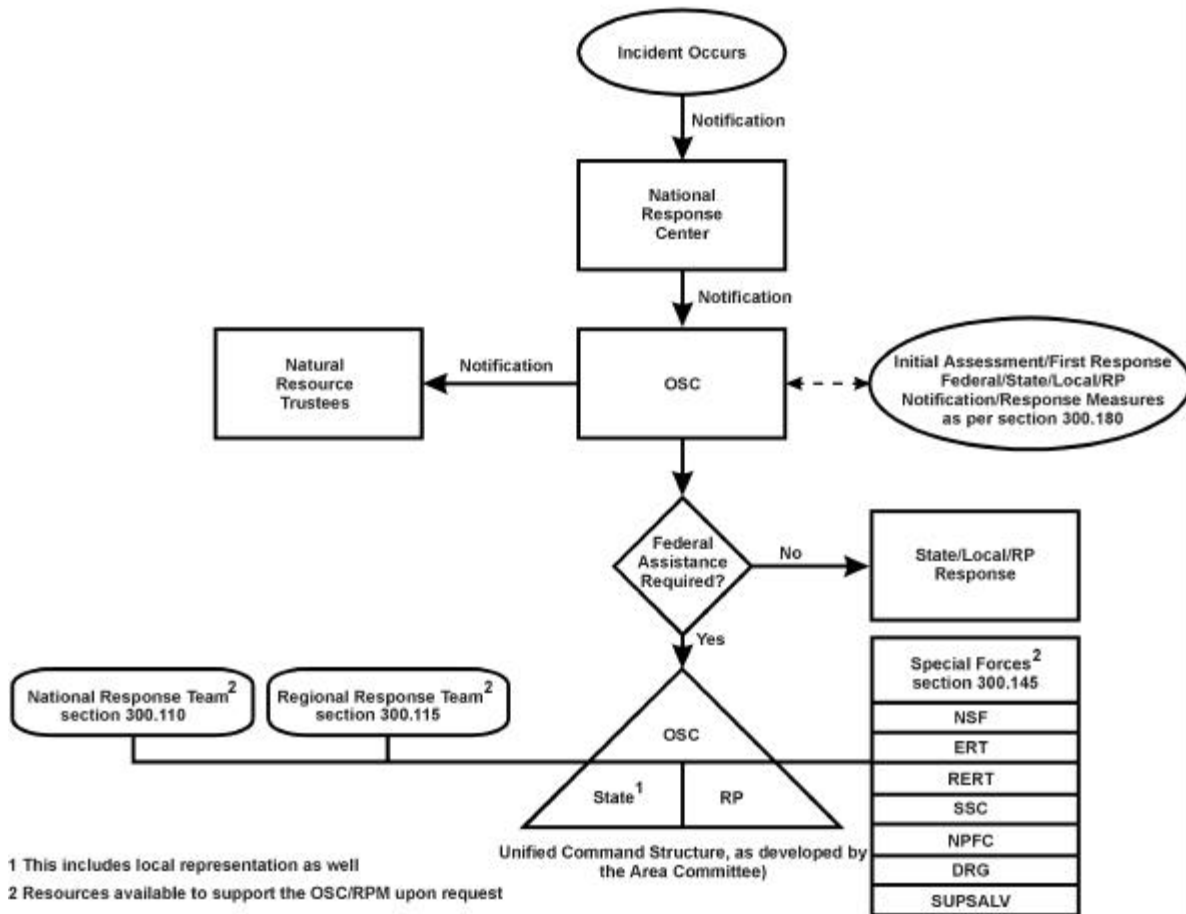 Incident Occurs
Notification
National
Response
Center
Notification
Natural
Resource
Trustees
Notification
OSC
Initial Assessment/First Response
Federal/State/Local/RP
Notification/Response Measures
as per section 300.180
Federal
Assistance
Required?
No
State/Local/RP
Response
Yes
National Response Team2
section 300.110
Regional Response Team2
section 300.115
OSC
State1
RP
Unified Command Structure, as developed by
the Area Committee)
Special Forces2
section 300.145
NSF
ERT
RERT
SSC
NPFC
DRG
SUPSALV
1 This includes local representation as well
2 Resources available to support the OSC/RPM upon request